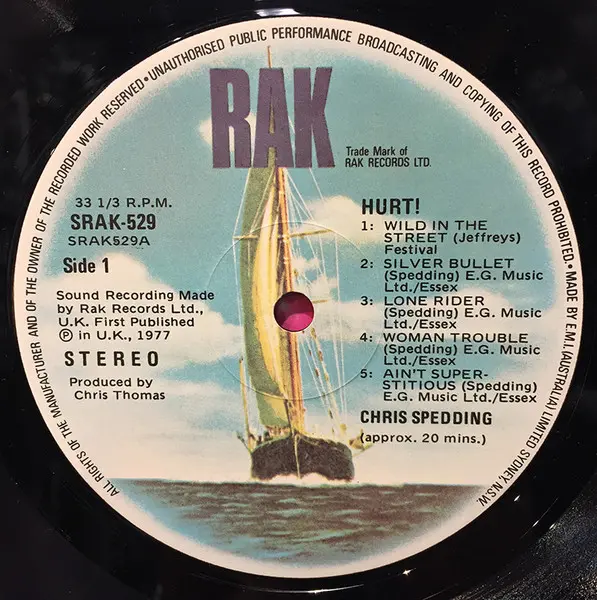 ALL RIGHTS OF THE MANUFACTURER AND OF THE OWNER OF THE RECORDED WORK RESERVED • UNAUTHORISED PUBLIC PERFORMANCE BROADCASTING AND COPYING OF THIS RECORD PROHIBITED. • MADE BY E.M.I. (AUSTRALIA) LIMITED SYDNEY, N.S.W.
RAK
Trade Mark of
RAK RECORDS LTD.
33 1/3 R.P.M.
SRAK-529
SRAK529A
Side 1
Sound Recording Made
by Rak Records Ltd.,
U.K. First Published
Ⓟ in U.K., 1977
STEREO
Produced by
Chris Thomas
HURT!
1: WILD IN THE
STREET (Jeffreys)
Festival
2: SILVER BULLET
(Spedding) E.G. Music
Ltd./Essex
3: LONE RIDER
(Spedding) E.G. Music
Ltd./Essex
4: WOMAN TROUBLE
(Spedding) E.G. Music
Ltd./Essex
5: AIN'T SUPER-
STITIOUS (Spedding)
E.G. Music Ltd./Essex
CHRIS SPEDDING
(approx. 20 mins.)